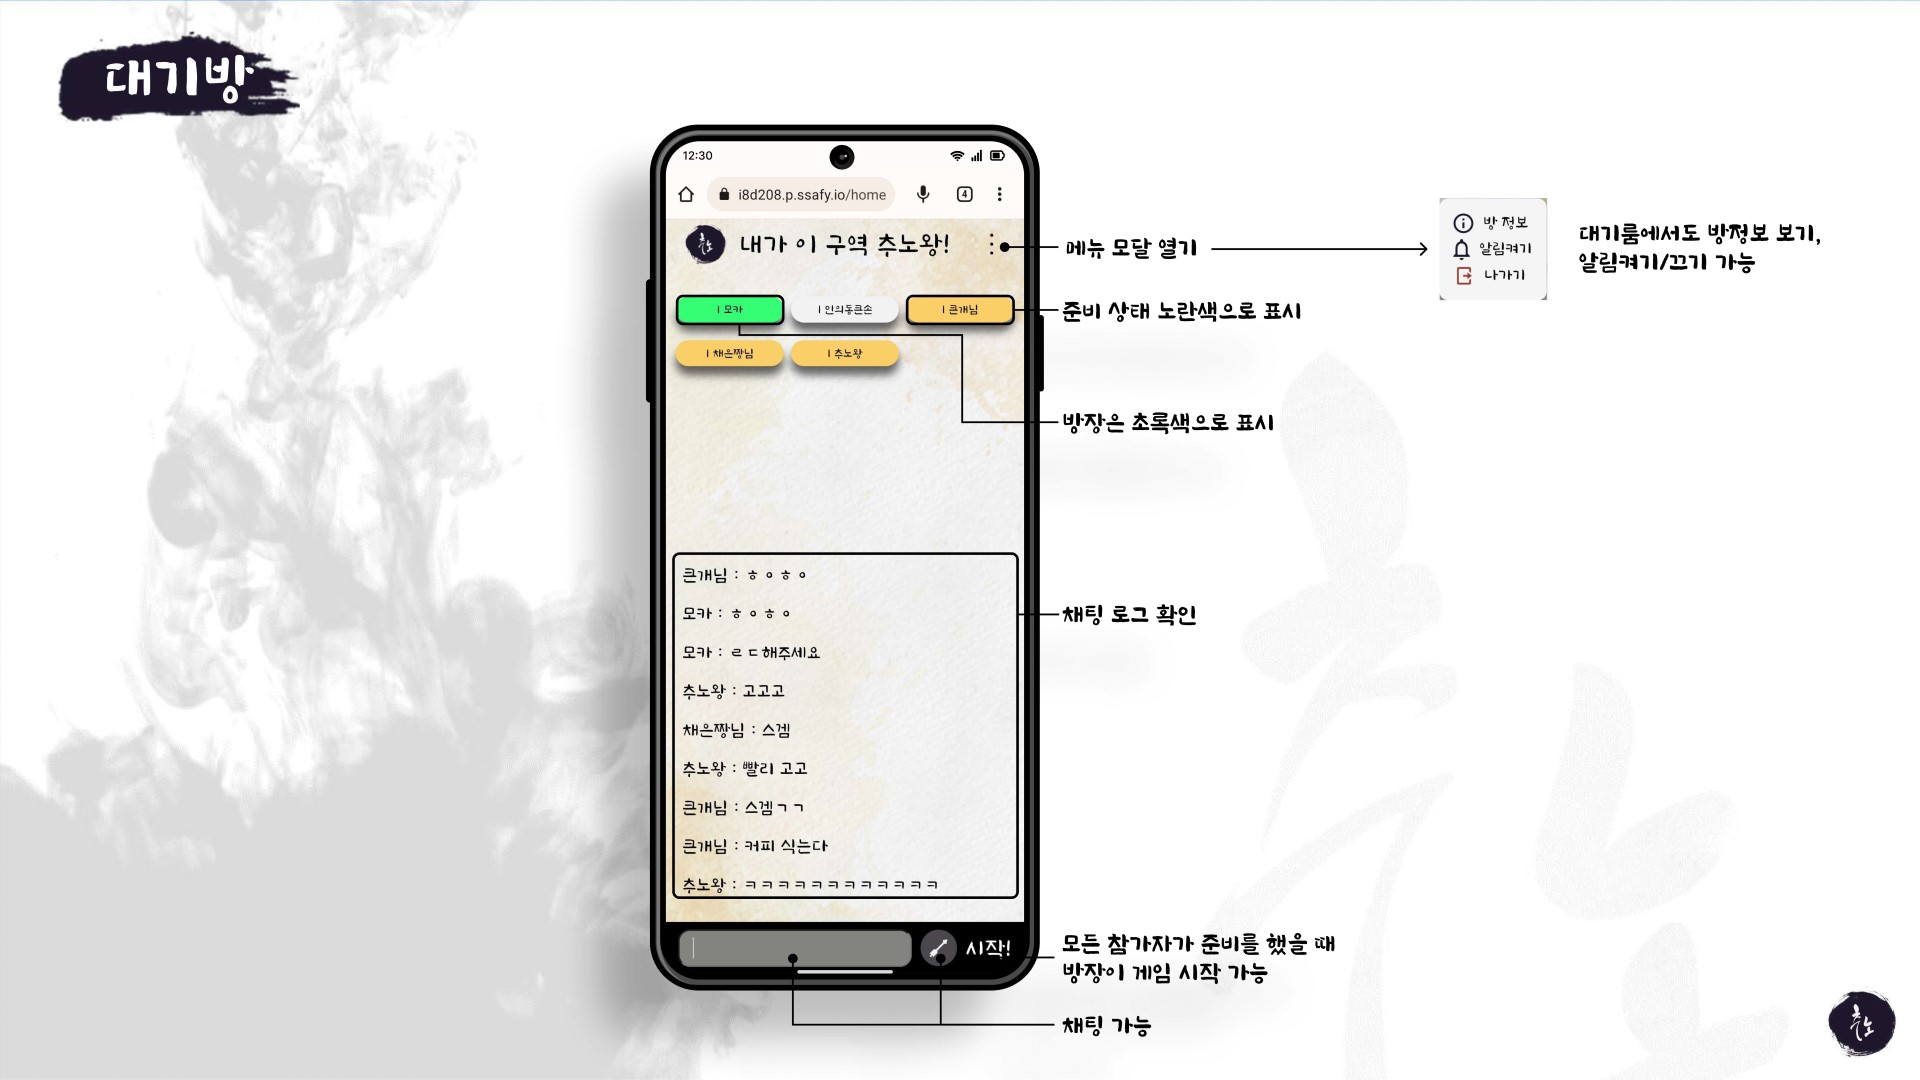 대기방
12:30
i8d208.p.ssafy.io/home
4
추노
내가 이 구역 추노왕!
메뉴 모달 열기
방 정보
알림켜기
나가기
대기룸에서도 방정보 보기,
알림켜기/끄기 가능
| 모카
| 인의동큰손
| 큰개님
준비 상태 노란색으로 표시
| 채은짱님
| 추노왕
방장은 초록색으로 표시
큰개님 : ㅎㅇㅎㅇ
모카 : ㅎㅇㅎㅇ
모카 : ㄹㄷ해주세요
추노왕 : 고고고
채은짱님 : 스겜
추노왕 : 빨리 고고
큰개님 : 스겜ㄱㄱ
큰개님 : 커피 식는다
추노왕 : ㅋㅋㅋㅋㅋㅋㅋㅋㅋㅋㅋㅋ
채팅 로그 확인
시작!
모든 참가자가 준비를 했을 때
방장이 게임 시작 가능
채팅 가능
추노